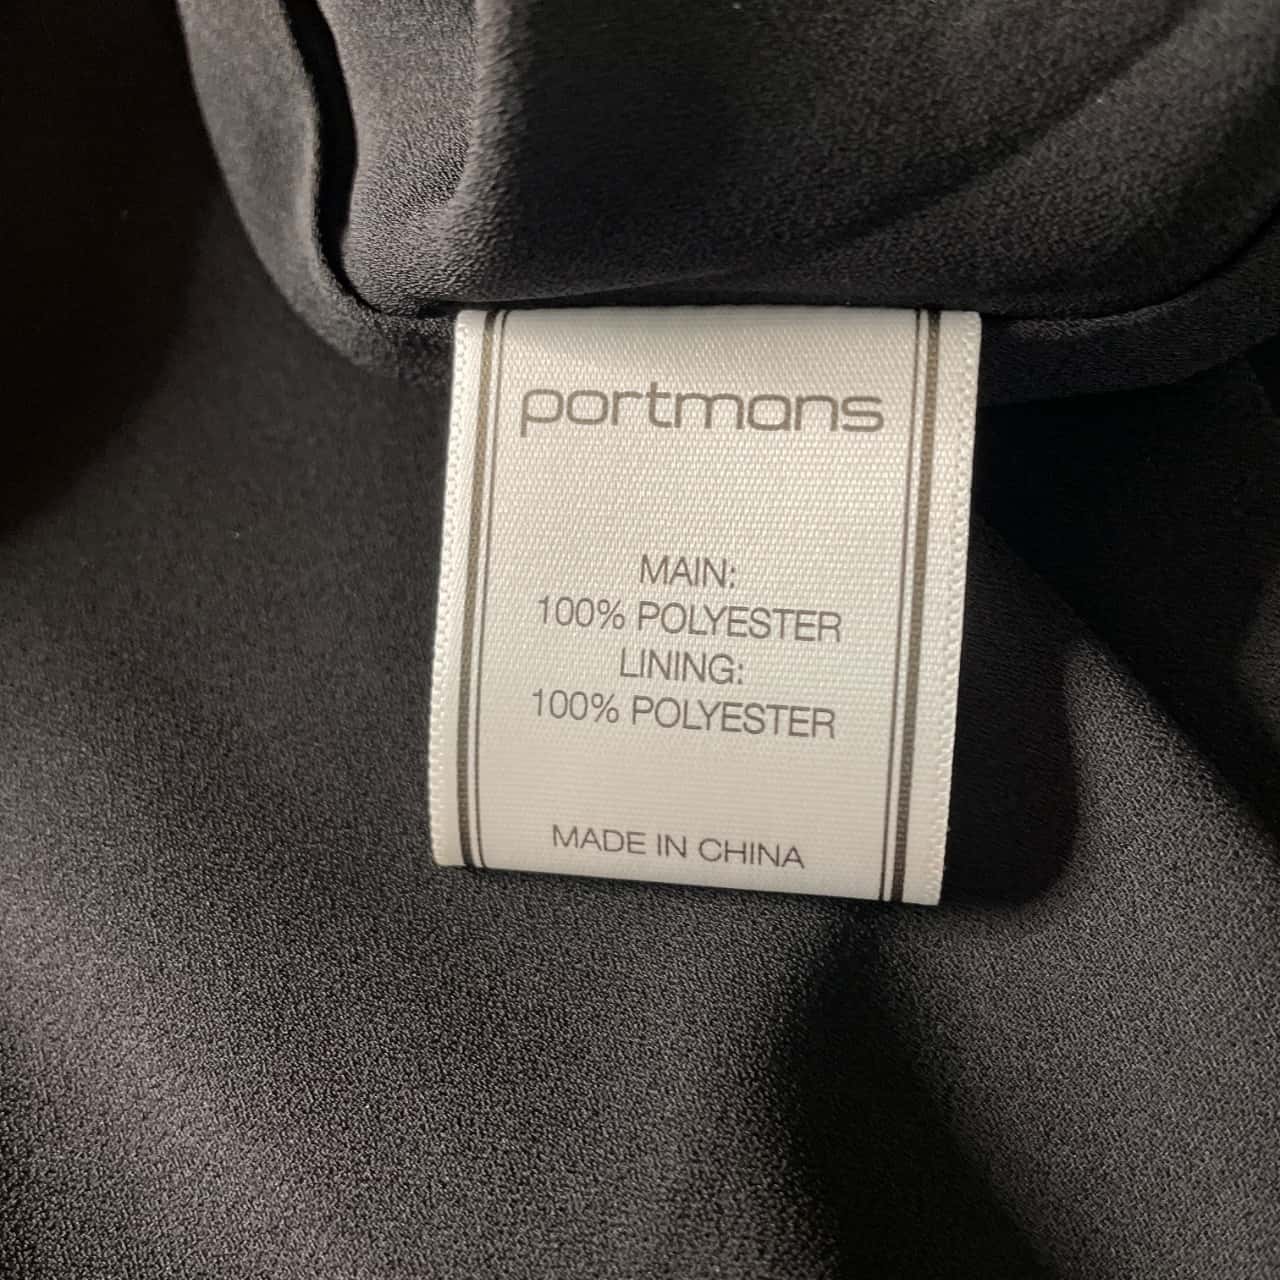 portmans
MAIN:
100% POLYESTER
LINING:
100% POLYESTER
MADE IN CHINA